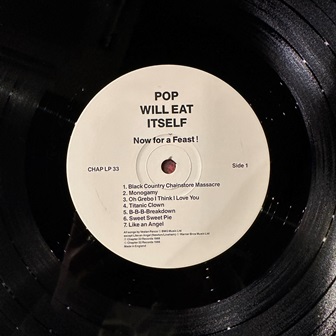 POP
WILL EAT
ITSELF
Now for a Feast!
CHAP LP 33
Side 1
1. Black Country Chainstore Massacre
2. Monogamy
3. Oh Grebo I Think I Love You
4. Titanic Clown
5. B-B-B-Breakdown
6. Sweet Sweet Pie
7. Like an Angel
Made in England